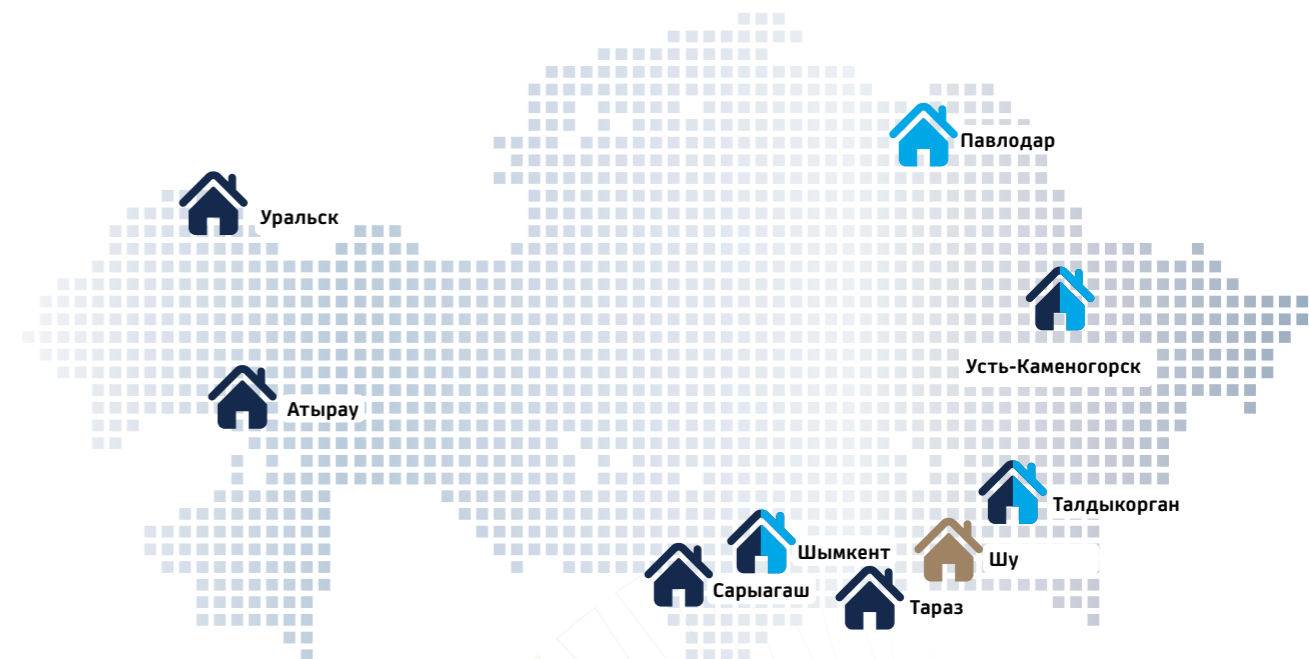 Павлодар
Уральск
Усть-Каменогорск
Атырау
Талдыкорган
Шымкент
Шу
Сарыагаш
Тараз